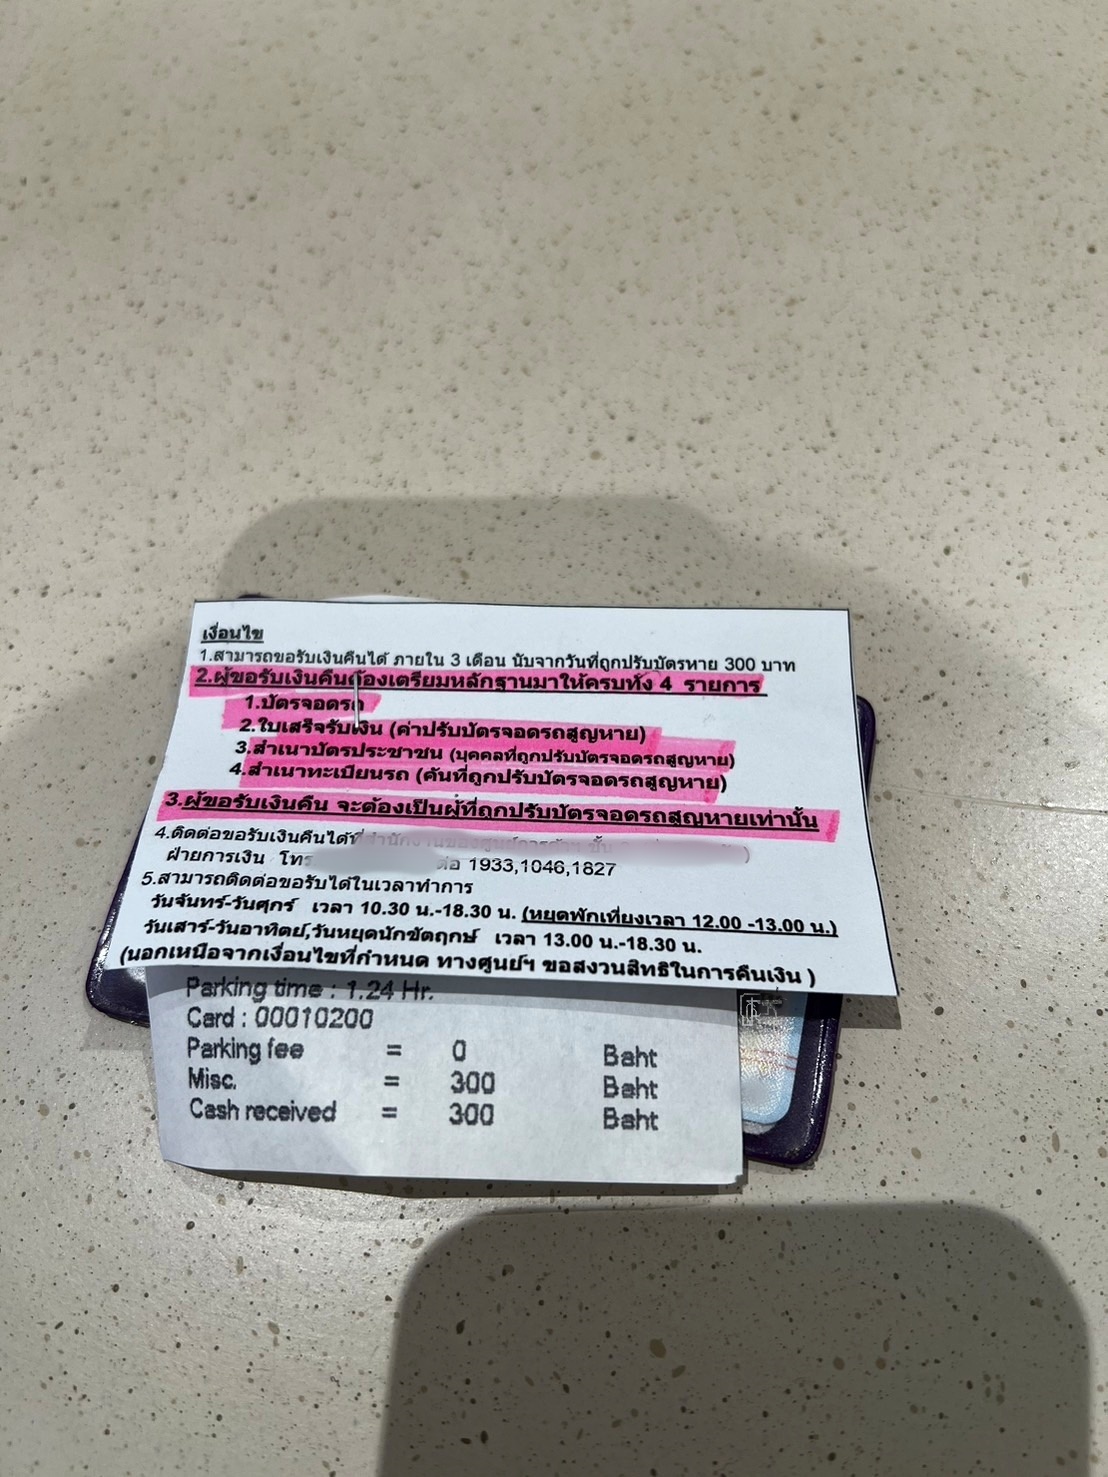 เงื่อนไข
1.สามารถขอรับเงินคืนได้ ภายใน 3 เดือน นับจากวันที่ถูกปรับบัตรหาย 300 บาท
2.ผู้ขอรับเงินคืนต้องเตรียมหลักฐานมาให้ครบทั้ง 4 รายการ
1.บัตรจอดรถ
2.ใบเสร็จรับเงิน (ค่าปรับบัตรจอดรถสูญหาย)
3.สำเนาบัตรประชาชน (บุคคลที่ถูกปรับบัตรจอดรถสูญหาย)
4.สำเนาทะเบียนรถ (คันที่ถูกปรับบัตรจอดรถสูญหาย)
3.ผู้ขอรับเงินคืน จะต้องเป็นผู้ที่ถูกปรับบัตรจอดรถสูญหายเท่านั้น
4.ติดต่อขอรับเงินคืนได้ที่สำนักงานของศูนย์การค้าฯ ชั้น )
ฝ่ายการเงิน โทร ต่อ 1933,1046,1827
5.สามารถติดต่อขอรับได้ในเวลาทำการ
วันจันทร์-วันศุกร์ เวลา 10.30 น.-18.30 น. (หยุดพักเที่ยงเวลา 12.00 -13.00 น.)
วันเสาร์-วันอาทิตย์,วันหยุดนักขัตฤกษ์ เวลา 13.00 น.-18.30 น.
(นอกเหนือจากเงื่อนไขที่กำหนด ทางศูนย์ฯ ขอสงวนสิทธิในการคืนเงิน )
Parking time : 1.24 Hr.
Card : 00010200
Parking fee = 0 Baht
Misc. = 300 Baht
Cash received = 300 Baht